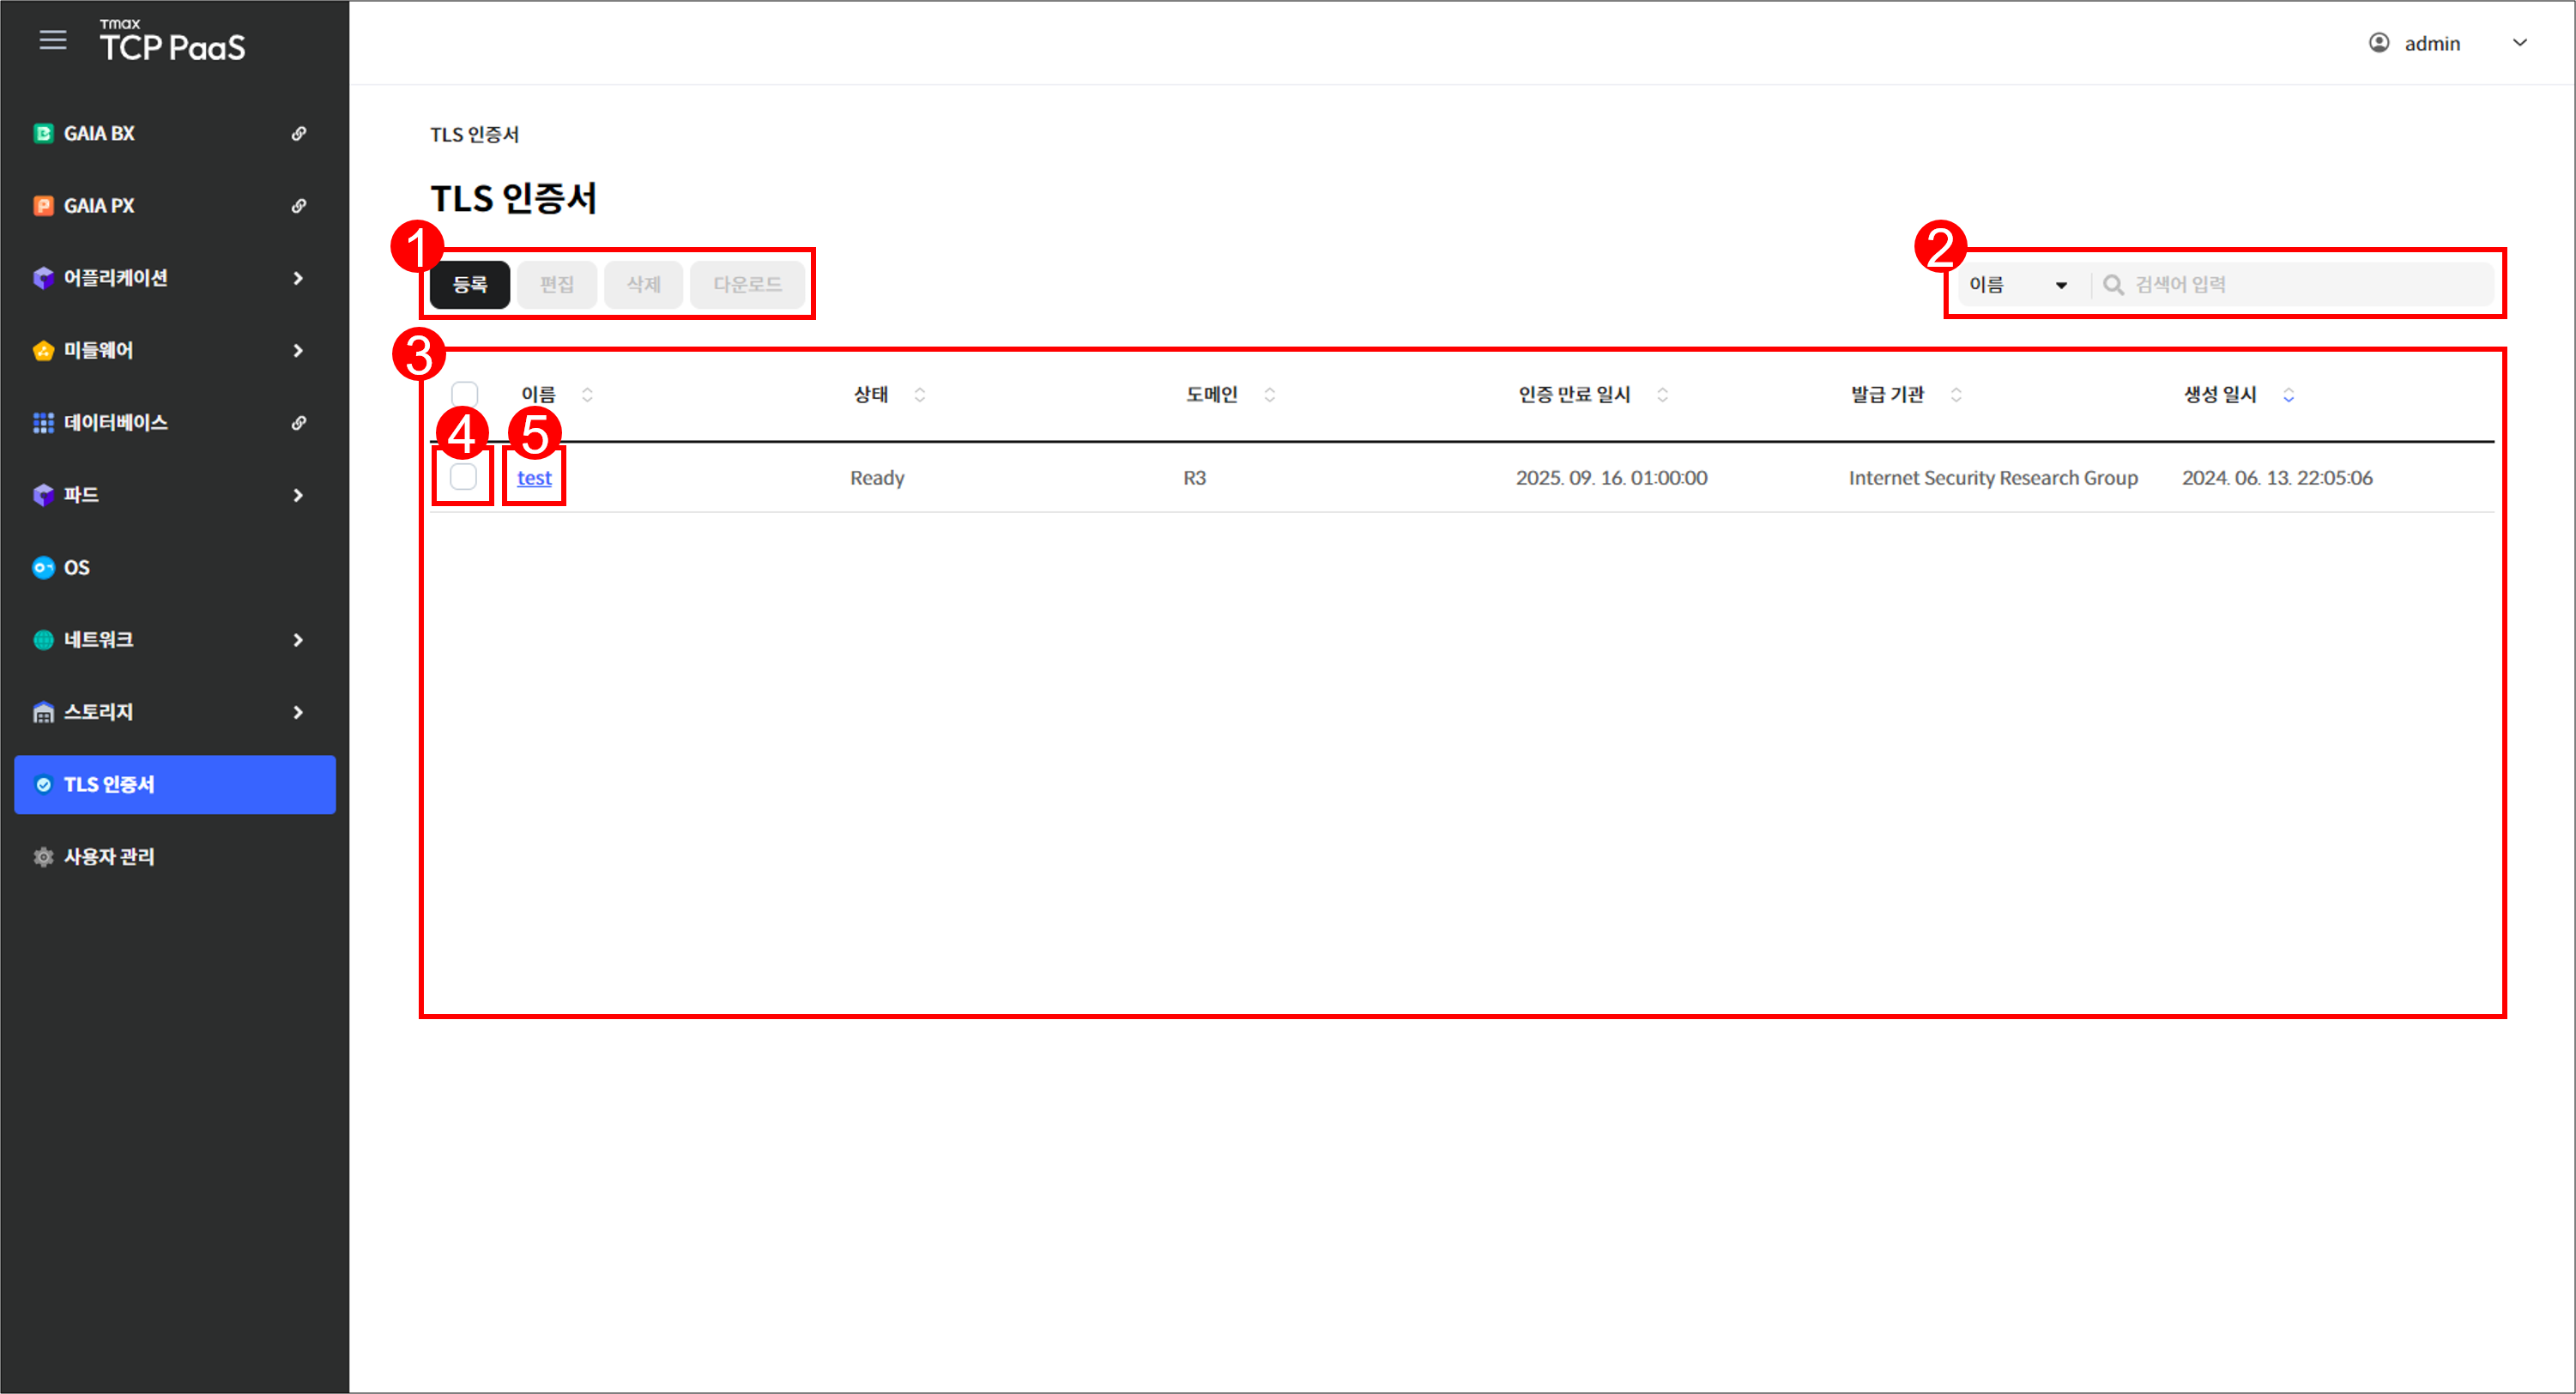 Tmax
TCP PaaS
admin
GAIA BX
GAIA PX
어플리케이션
미들웨어
데이터베이스
파드
OS
네트워크
스토리지
TLS 인증서
사용자 관리
TLS 인증서
TLS 인증서
1
등록 편집 삭제 다운로드
2
이름 검색어 입력
3
이름 상태 도메인 인증 만료 일시 발급 기관 생성 일시
4 5
test Ready R3 2025. 09. 16. 01:00:00 Internet Security Research Group 2024. 06. 13. 22:05:06